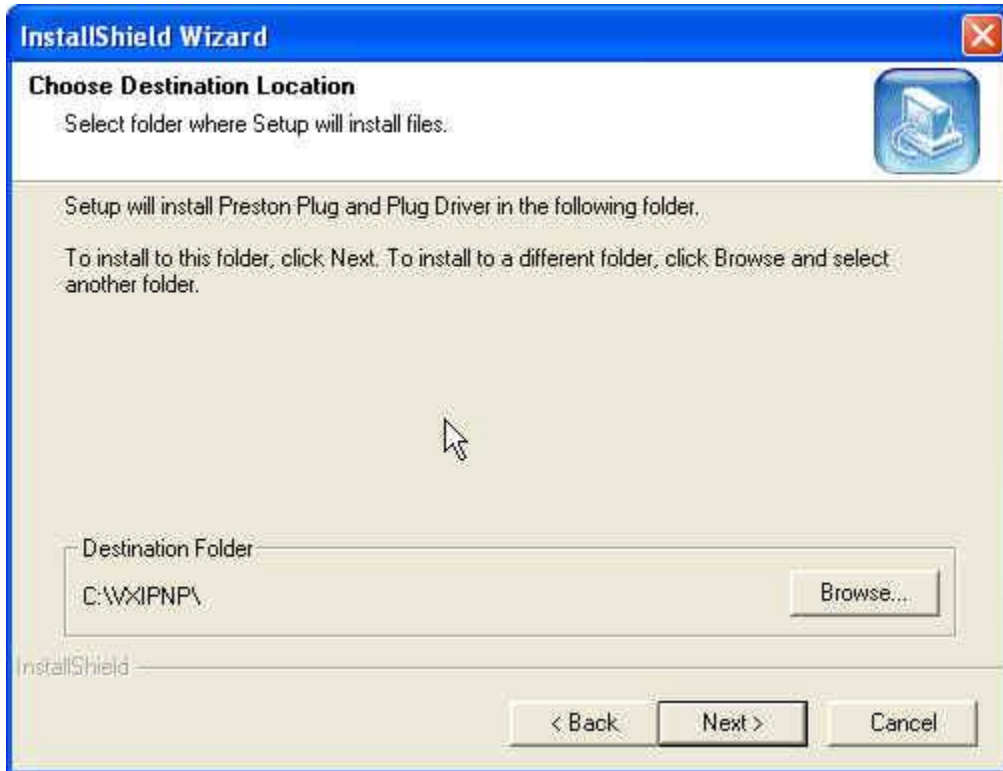 InstallShield Wizard
Choose Destination Location
Select folder where Setup will install files.
Setup will install Preston Plug and Plug Driver in the following folder.
To install to this folder, click Next. To install to a different folder, click Browse and select
another folder.
Destination Folder
C:\VXIPNP\
Browse...
InstallShield
< Back
Next >
Cancel